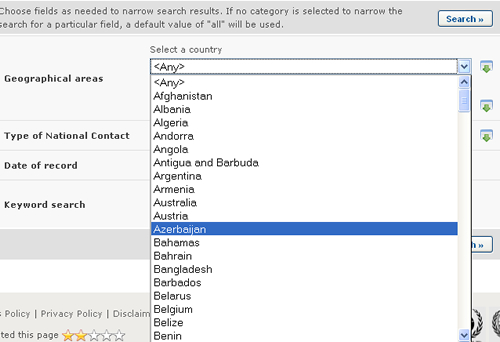 Choose fields as needed to narrow search results. If no category is selected to narrow the
search for a particular field, a default value of "all" will be used.
Search »
Select a country
<Any>
Geographical areas
<Any>
Afghanistan
Albania
Algeria
Type of National Contact
Andorra
Angola
Date of record
Antigua and Barbuda
Argentina
Armenia
Keyword search
Australia
Austria
Azerbaijan
Bahamas
h »
Bahrain
Bangladesh
Barbados
Belarus
s Policy | Privacy Policy | Disclaim
Belgium
Belize
ted this page
Benin